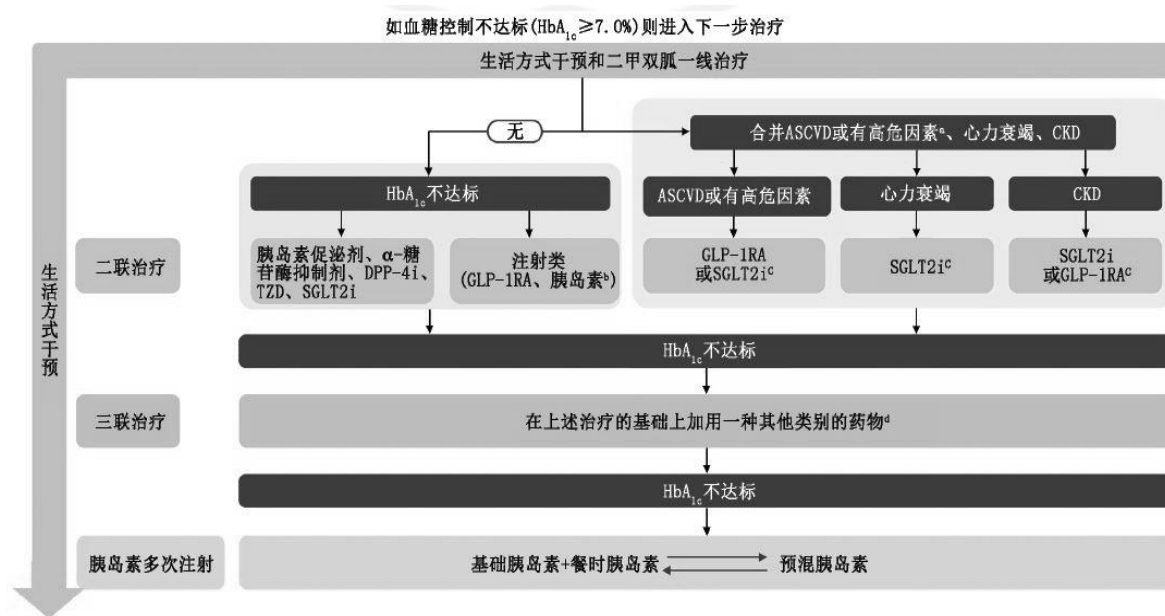 如血糖控制不达标(HbA1c≥7.0%)则进入下一步治疗
生活方式干预和二甲双胍一线治疗
无
合并ASCVD或有高危因素a、心力衰竭、CKD
HbA1c不达标
ASCVD或有高危因素
心力衰竭
CKD
二联治疗
胰岛素促泌剂、α-糖
苷酶抑制剂、DPP-4i、
TZD、SGLT2i
注射类
(GLP-1RA、胰岛素b)
GLP-1RA
或SGLT2iC
SGLT2iC
SGLT2i
或GLP-1RAC
生活方式干预
HbA1c不达标
三联治疗
在上述治疗的基础上加用一种其他类别的药物d
HbA1c不达标
胰岛素多次注射
基础胰岛素+餐时胰岛素
预混胰岛素